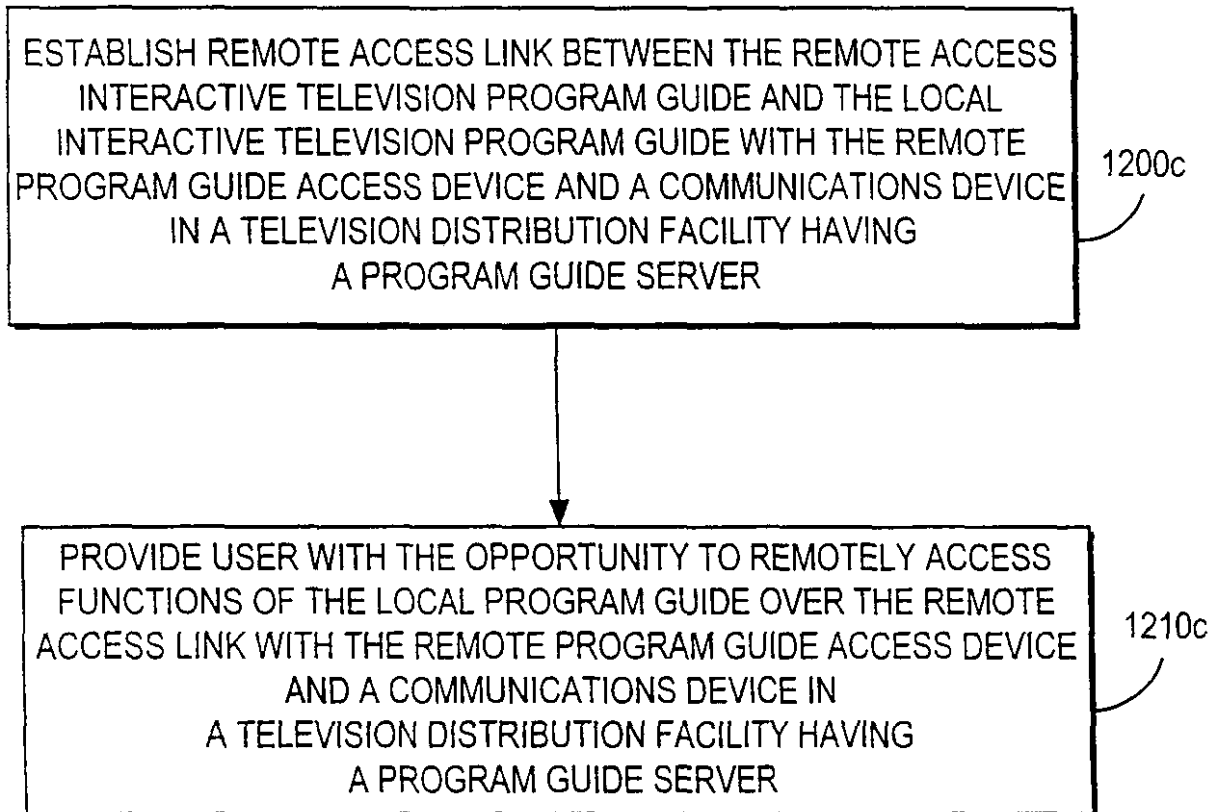 ESTABLISH REMOTE ACCESS LINK BETWEEN THE REMOTE ACCESS
INTERACTIVE TELEVISION PROGRAM GUIDE AND THE LOCAL
INTERACTIVE TELEVISION PROGRAM GUIDE WITH THE REMOTE
PROGRAM GUIDE ACCESS DEVICE AND A COMMUNICATIONS DEVICE
IN A TELEVISION DISTRIBUTION FACILITY HAVING
A PROGRAM GUIDE SERVER
1200c
PROVIDE USER WITH THE OPPORTUNITY TO REMOTELY ACCESS
FUNCTIONS OF THE LOCAL PROGRAM GUIDE OVER THE REMOTE
ACCESS LINK WITH THE REMOTE PROGRAM GUIDE ACCESS DEVICE
AND A COMMUNICATIONS DEVICE IN
A TELEVISION DISTRIBUTION FACILITY HAVING
A PROGRAM GUIDE SERVER
1210c